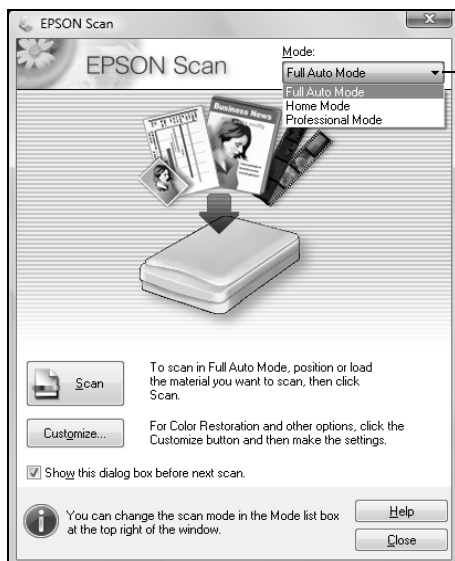 EPSON Scan
EPSON Scan
Mode:
Full Auto Mode
Full Auto Mode
Home Mode
Professional Mode
Business News
Scan
To scan in Full Auto Mode, position or load
the material you want to scan, then click
Scan.
Customize...
For Color Restoration and other options, click the
Customize button and then make the settings.
Show this dialog box before next scan.
You can change the scan mode in the Mode list box
at the top right of the window.
Help
Close